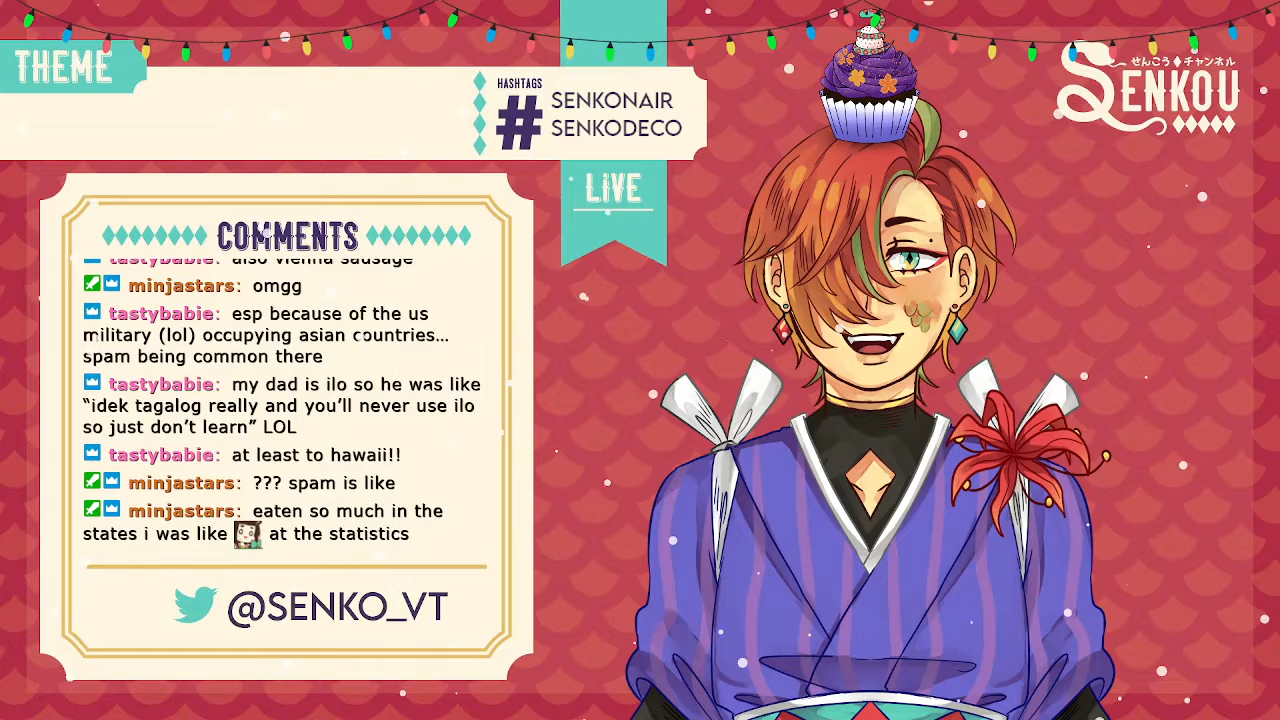 THEME
HASHTAGS
#
SENKONAIR
SENKODECO
せんこう♦チャンネル
SENKOU
LiVE
COMMENTS
tastybabie: also vienna sausage
minjastars: omgg
tastybabie: esp because of the us
military (lol) occupying asian countries...
spam being common there
tastybabie: my dad is ilo so he was like
“idek tagalog really and you’ll never use ilo
so just don’t learn” LOL
tastybabie: at least to hawaii!!
minjastars: ??? spam is like
minjastars: eaten so much in the
states i was like at the statistics
@SENKO_VT